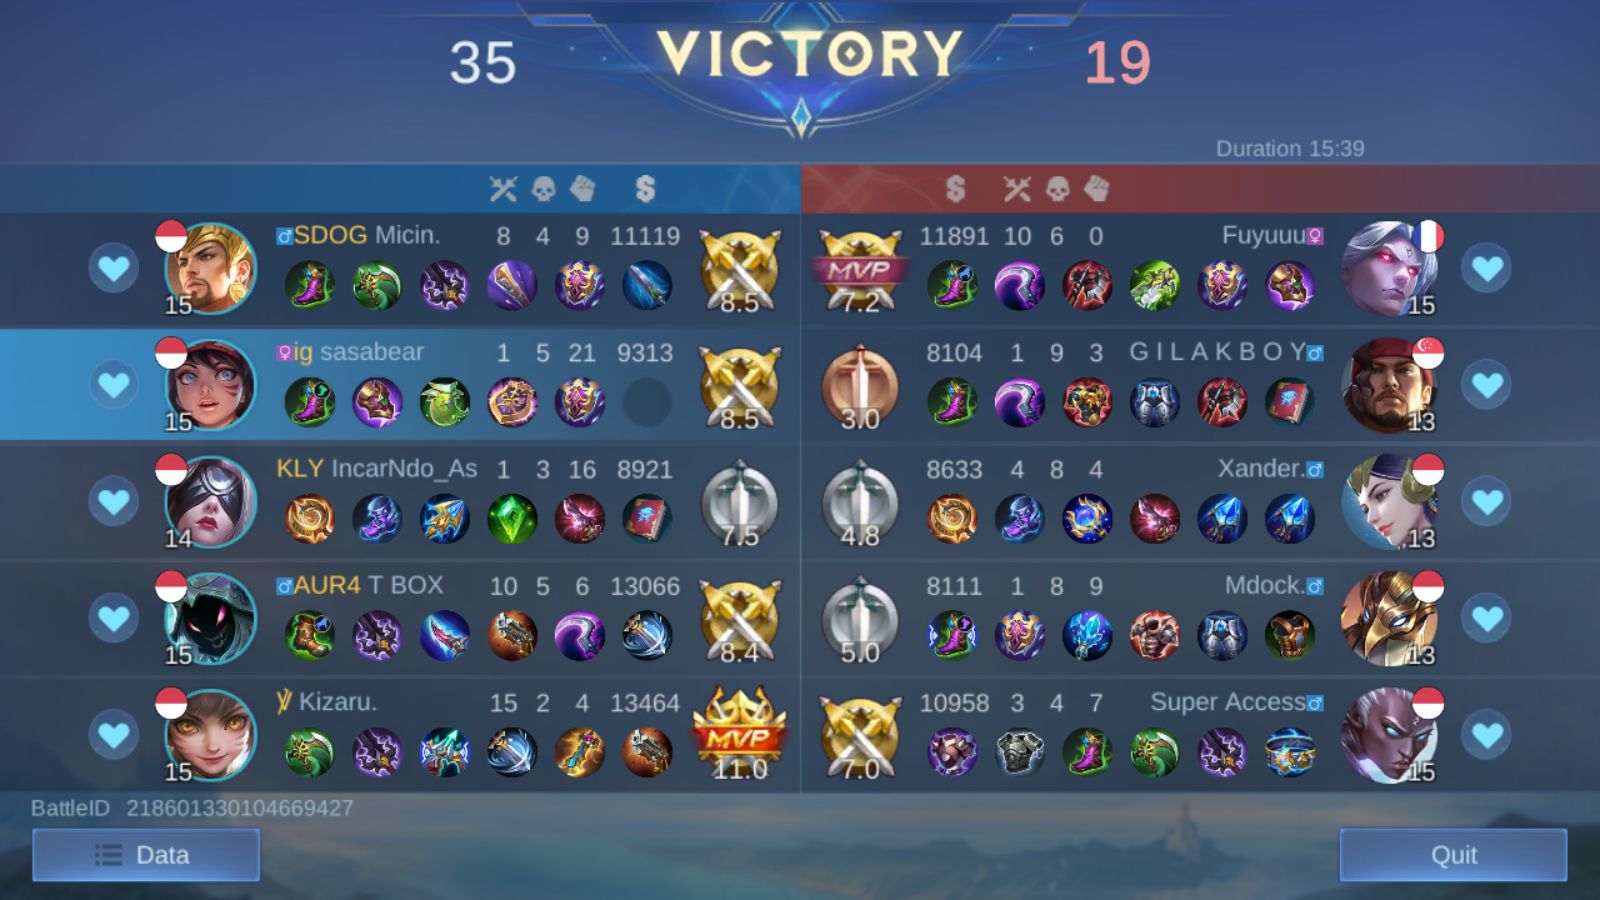 35 VICTORY 19
Duration 15:39
SDOG Micin. 8 4 9 11119
15 8.5
MVP 11891 10 6 0 Fuyuuu
7.2 15
ig sasabear 1 5 21 9313
15 8.5
8104 1 9 3 G I L A K B O Y
3.0 13
KLY IncarNdo_As 1 3 16 8921
14 7.5
8633 4 8 4 Xander.
4.8 13
AUR4 T BOX 10 5 6 13066
15 8.4
8111 1 8 9 Mdock.
5.0 13
Kizaru. 15 2 4 13464 MVP
15 11.0
10958 3 4 7 Super Access
7.0 15
BattleID 218601330104669427
Data Quit